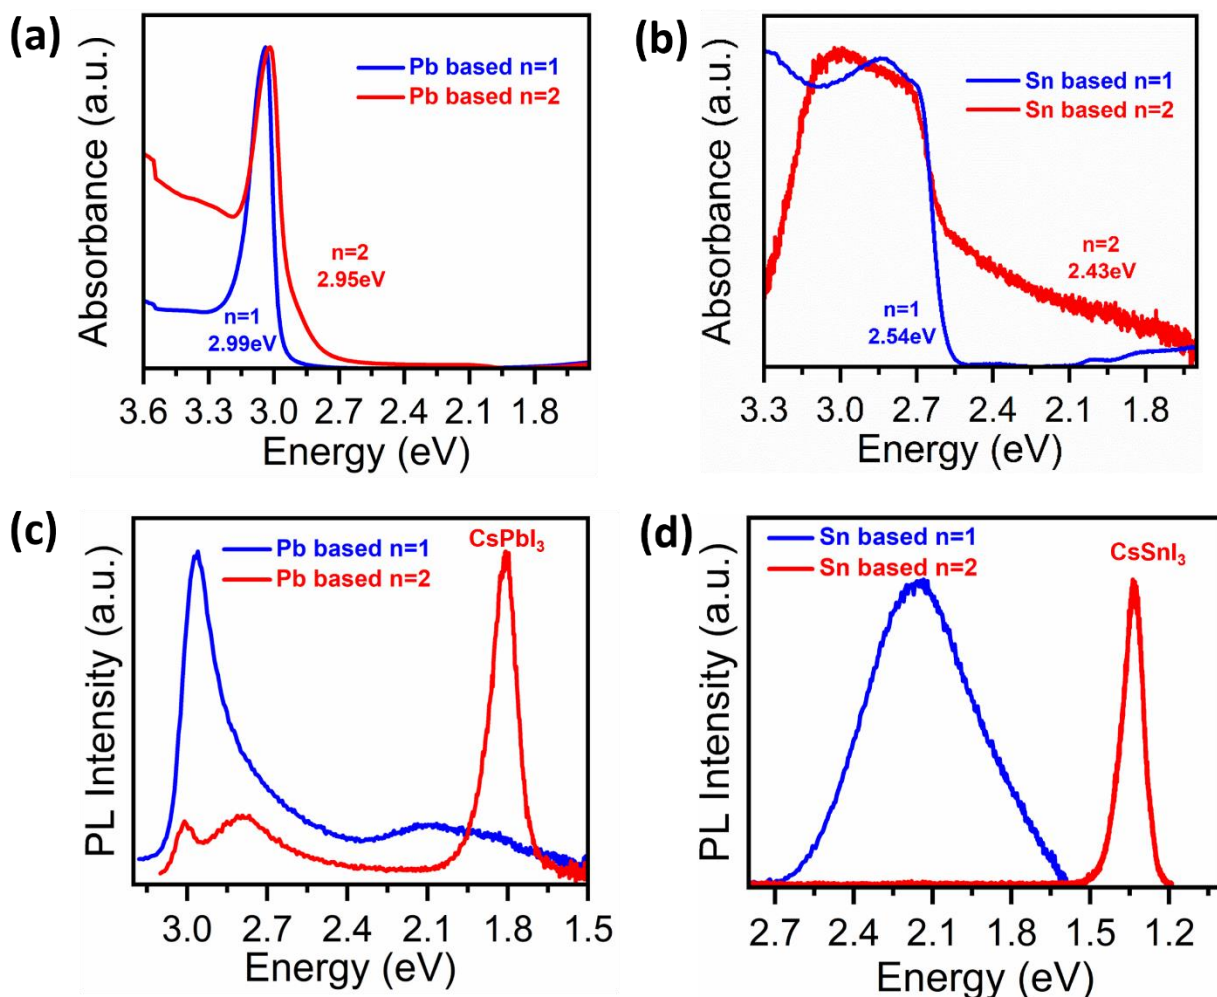 (a)
Absorbance (a.u.)
Pb based n=1
Pb based n=2
n=2
2.95eV
n=1
2.99eV
3.6 3.3 3.0 2.7 2.4 2.1 1.8
Energy (eV)
(b)
Absorbance (a.u.)
Sn based n=1
Sn based n=2
n=2
2.43eV
n=1
2.54eV
3.3 3.0 2.7 2.4 2.1 1.8
Energy (eV)
(c)
PL Intensity (a.u.)
Pb based n=1
Pb based n=2
CsPbI₃
3.0 2.7 2.4 2.1 1.8 1.5
Energy (eV)
(d)
PL Intensity (a.u.)
Sn based n=1
Sn based n=2
CsSnI₃
2.7 2.4 2.1 1.8 1.5 1.2
Energy (eV)